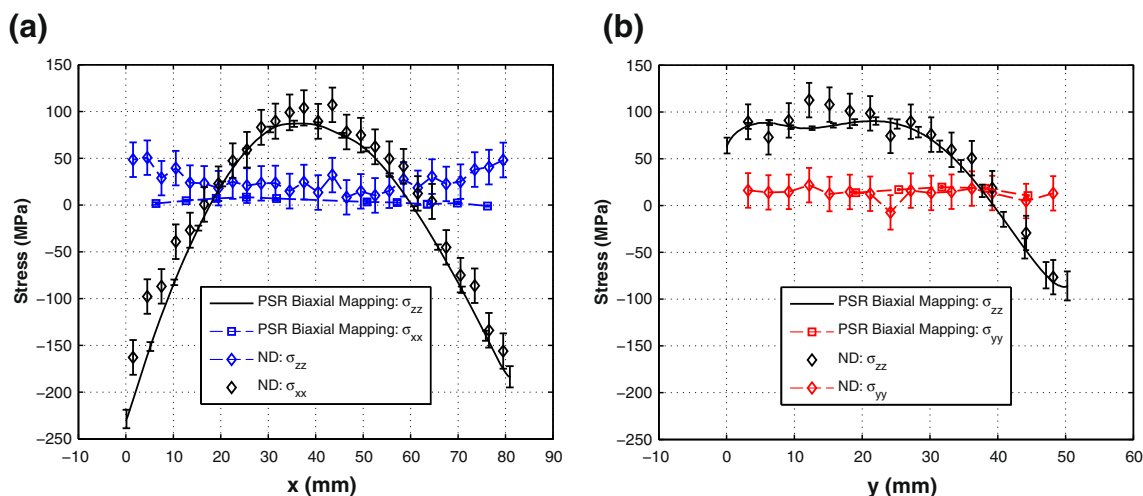 (a)
150
100
50
0
−50
−100
−150
−200
−250
Stress (MPa)
PSR Biaxial Mapping: σzz
PSR Biaxial Mapping: σxx
ND: σzz
ND: σxx
−10 0 10 20 30 40 50 60 70 80 90
x (mm)
(b)
150
100
50
0
−50
−100
−150
−200
−250
Stress (MPa)
PSR Biaxial Mapping: σzz
PSR Biaxial Mapping: σyy
ND: σzz
ND: σyy
−10 0 10 20 30 40 50 60
y (mm)